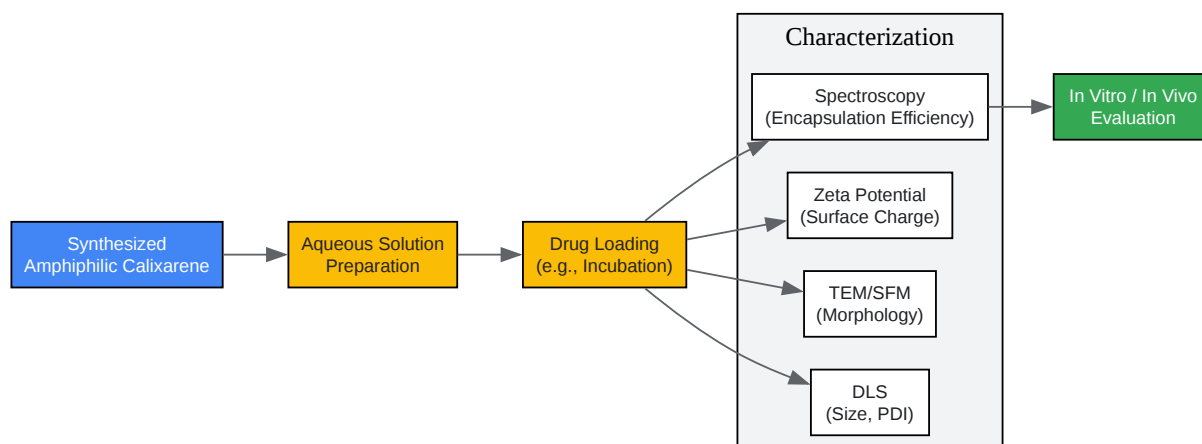 Characterization
Spectroscopy
(Encapsulation Efficiency)
In Vitro / In Vivo
Evaluation
Zeta Potential
(Surface Charge)
Synthesized
Amphiphilic Calixarene
Aqueous Solution
Preparation
Drug Loading
(e.g., Incubation)
TEM/SFM
(Morphology)
DLS
(Size, PDI)